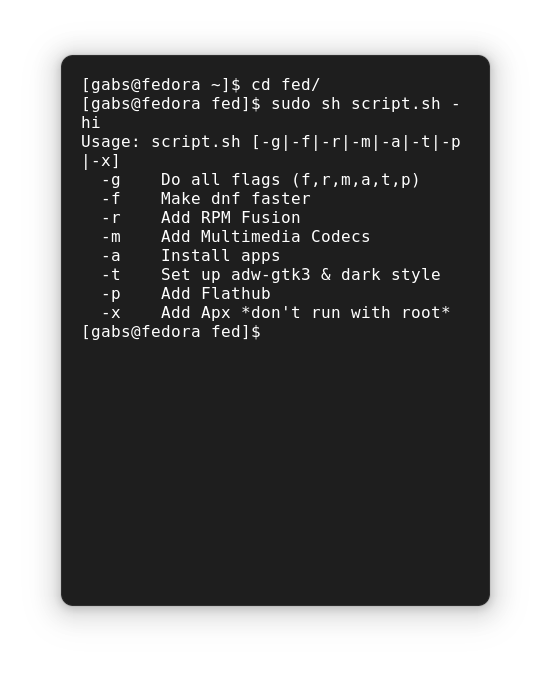 [gabs@fedora ~]$ cd fed/
[gabs@fedora fed]$ sudo sh script.sh -
hi
Usage: script.sh [-g|-f|-r|-m|-a|-t|-p
|-x]
  -g    Do all flags (f,r,m,a,t,p)
  -f    Make dnf faster
  -r    Add RPM Fusion
  -m    Add Multimedia Codecs
  -a    Install apps
  -t    Set up adw-gtk3 & dark style
  -p    Add Flathub
  -x    Add Apx *don't run with root*
[gabs@fedora fed]$